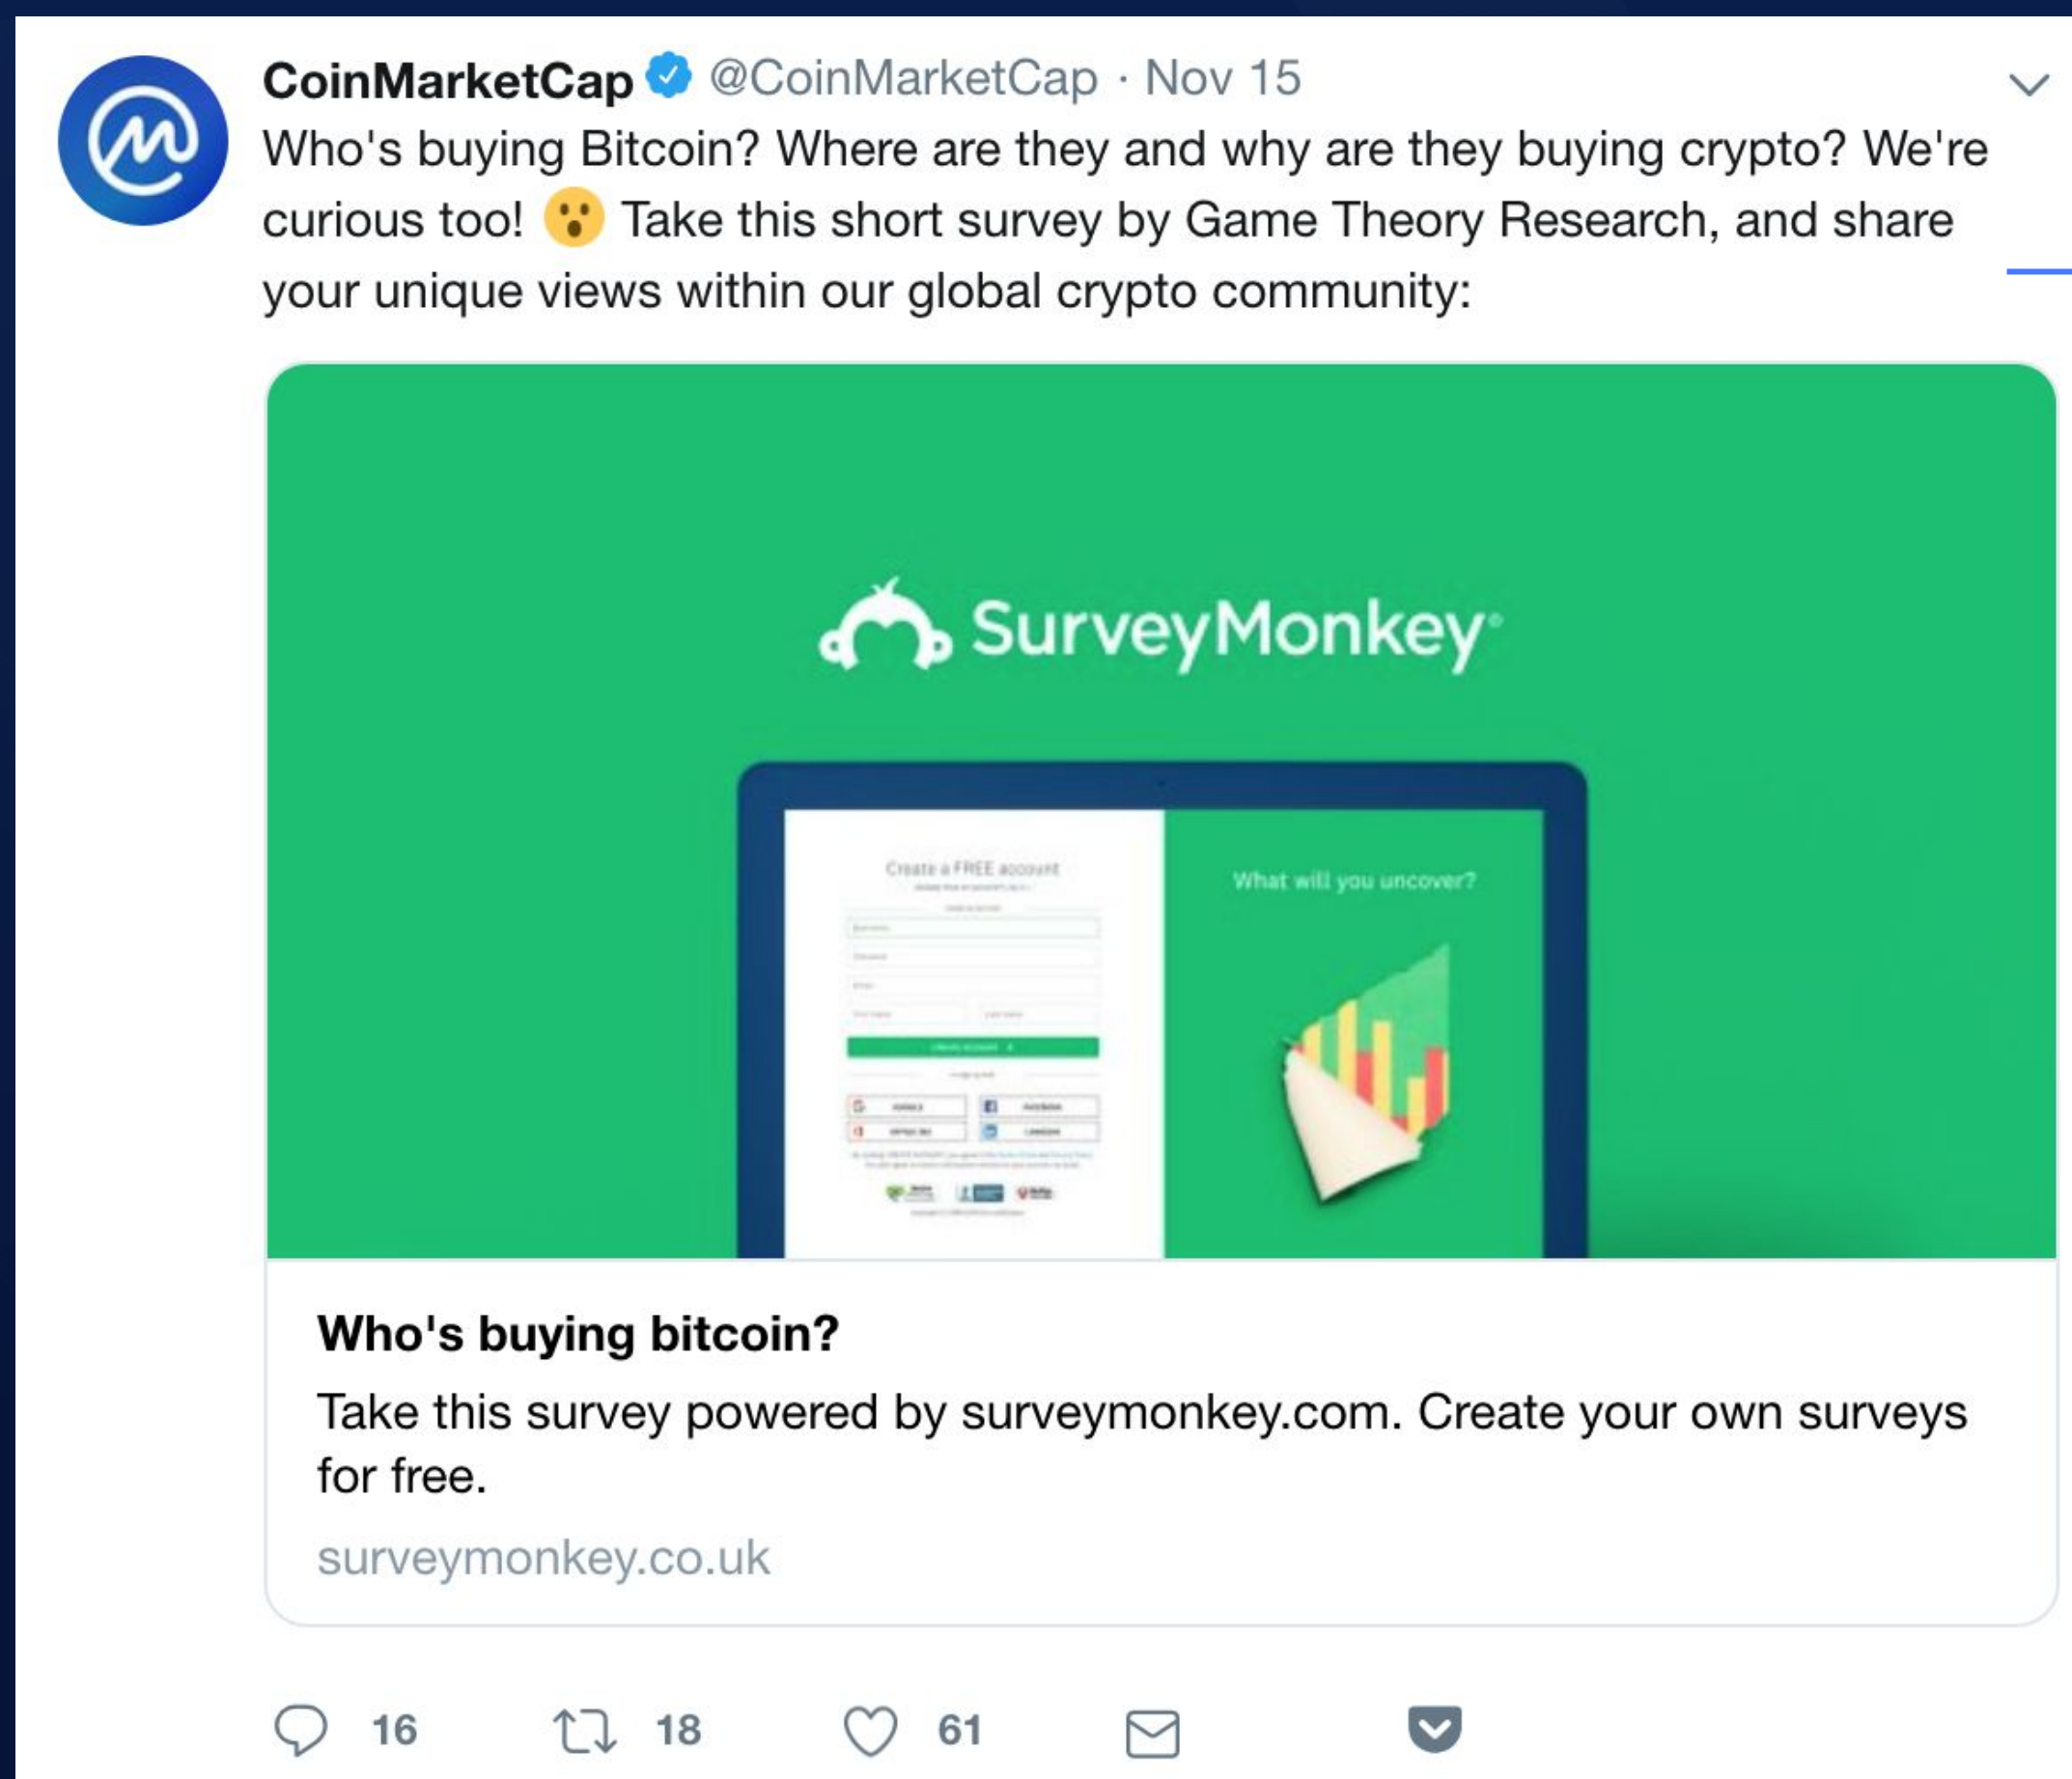 CoinMarketCap @CoinMarketCap · Nov 15
Who's buying Bitcoin? Where are they and why are they buying crypto? We're
curious too! 😮 Take this short survey by Game Theory Research, and share
your unique views within our global crypto community:
SurveyMonkey®
Create a FREE account
What will you uncover?
Who's buying bitcoin?
Take this survey powered by surveymonkey.com. Create your own surveys
for free.
surveymonkey.co.uk
16 18 61